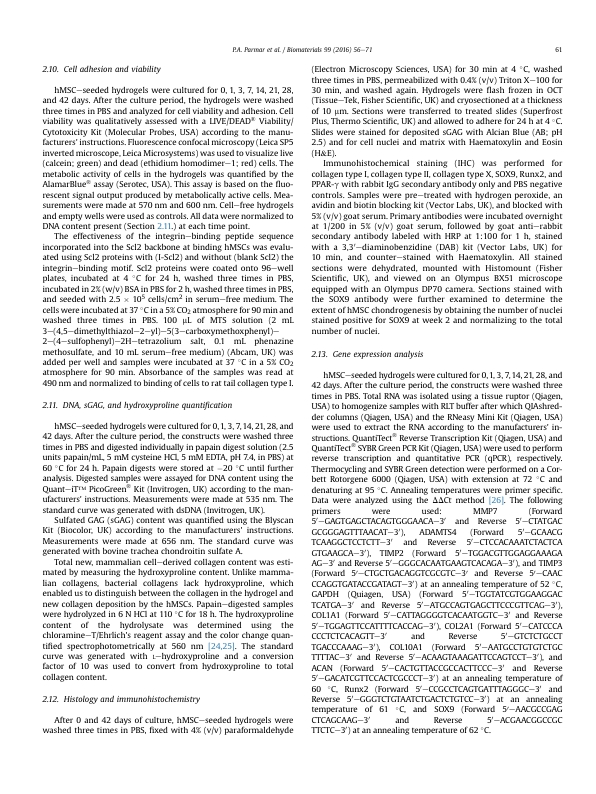 P.A. Parmar et al. / Biomaterials 99 (2016) 56–71
61
2.10. Cell adhesion and viability
hMSC–seeded hydrogels were cultured for 0, 1, 3, 7, 14, 21, 28,
and 42 days. After the culture period, the hydrogels were washed
three times in PBS and analyzed for cell viability and adhesion. Cell
viability was qualitatively assessed with a LIVE/DEAD® Viability/
Cytotoxicity Kit (Molecular Probes, USA) according to the manu-
facturers' instructions. Fluorescence confocal microscopy (Leica SP5
inverted microscope, Leica Microsystems) was used to visualize live
(calcein; green) and dead (ethidium homodimer–1; red) cells. The
metabolic activity of cells in the hydrogels was quantified by the
AlamarBlue® assay (Serotec, USA). This assay is based on the fluo-
rescent signal output produced by metabolically active cells. Mea-
surements were made at 570 nm and 600 nm. Cell–free hydrogels
and empty wells were used as controls. All data were normalized to
DNA content present (Section 2.11.) at each time point.
The effectiveness of the integrin–binding peptide sequence
incorporated into the Scl2 backbone at binding hMSCs was evalu-
ated using Scl2 proteins with (I-Scl2) and without (blank Scl2) the
integrin–binding motif. Scl2 proteins were coated onto 96–well
plates, incubated at 4 °C for 24 h, washed three times in PBS,
incubated in 2% (w/v) BSA in PBS for 2 h, washed three times in PBS,
and seeded with 2.5 × 10⁵ cells/cm² in serum–free medium. The
cells were incubated at 37 °C in a 5% CO₂ atmosphere for 90 min and
washed three times in PBS. 100 μL of MTS solution (2 mL
3–(4,5–dimethylthiazol–2–yl)–5(3–carboxymethoxyphenyl)–
2–(4–sulfophenyl)–2H–tetrazolium salt, 0.1 mL phenazine
methosulfate, and 10 mL serum–free medium) (Abcam, UK) was
added per well and samples were incubated at 37 °C in a 5% CO₂
atmosphere for 90 min. Absorbance of the samples was read at
490 nm and normalized to binding of cells to rat tail collagen type I.
2.11. DNA, sGAG, and hydroxyproline quantification
hMSC–seeded hydrogels were cultured for 0, 1, 3, 7, 14, 21, 28, and
42 days. After the culture period, the constructs were washed three
times in PBS and digested individually in papain digest solution (2.5
units papain/mL, 5 mM cysteine HCl, 5 mM EDTA, pH 7.4, in PBS) at
60 °C for 24 h. Papain digests were stored at −20 °C until further
analysis. Digested samples were assayed for DNA content using the
Quant–iT™ PicoGreen® Kit (Invitrogen, UK) according to the man-
ufacturers' instructions. Measurements were made at 535 nm. The
standard curve was generated with dsDNA (Invitrogen, UK).
Sulfated GAG (sGAG) content was quantified using the Blyscan
Kit (Biocolor, UK) according to the manufacturers' instructions.
Measurements were made at 656 nm. The standard curve was
generated with bovine trachea chondroitin sulfate A.
Total new, mammalian cell–derived collagen content was esti-
mated by measuring the hydroxyproline content. Unlike mamma-
lian collagens, bacterial collagens lack hydroxyproline, which
enabled us to distinguish between the collagen in the hydrogel and
new collagen deposition by the hMSCs. Papain–digested samples
were hydrolyzed in 6 N HCl at 110 °C for 18 h. The hydroxyproline
content of the hydrolysate was determined using the
chloramine–T/Ehrlich's reagent assay and the color change quan-
tified spectrophotometrically at 560 nm [24,25]. The standard
curve was generated with L–hydroxyproline and a conversion
factor of 10 was used to convert from hydroxyproline to total
collagen content.
2.12. Histology and immunohistochemistry
After 0 and 42 days of culture, hMSC–seeded hydrogels were
washed three times in PBS, fixed with 4% (v/v) paraformaldehyde
(Electron Microscopy Sciences, USA) for 30 min at 4 °C, washed
three times in PBS, permeabilized with 0.4% (v/v) Triton X–100 for
30 min, and washed again. Hydrogels were flash frozen in OCT
(Tissue–Tek, Fisher Scientific, UK) and cryosectioned at a thickness
of 10 μm. Sections were transferred to treated slides (Superfrost
Plus, Thermo Scientific, UK) and allowed to adhere for 24 h at 4 °C.
Slides were stained for deposited sGAG with Alcian Blue (AB; pH
2.5) and for cell nuclei and matrix with Haematoxylin and Eosin
(H&E).
Immunohistochemical staining (IHC) was performed for
collagen type I, collagen type II, collagen type X, SOX9, Runx2, and
PPAR-γ with rabbit IgG secondary antibody only and PBS negative
controls. Samples were pre–treated with hydrogen peroxide, an
avidin and biotin blocking kit (Vector Labs, UK), and blocked with
5% (v/v) goat serum. Primary antibodies were incubated overnight
at 1/200 in 5% (v/v) goat serum, followed by goat anti–rabbit
secondary antibody labeled with HRP at 1:100 for 1 h, stained
with a 3,3′–diaminobenzidine (DAB) kit (Vector Labs, UK) for
10 min, and counter–stained with Haematoxylin. All stained
sections were dehydrated, mounted with Histomount (Fisher
Scientific, UK), and viewed on an Olympus BX51 microscope
equipped with an Olympus DP70 camera. Sections stained with
the SOX9 antibody were further examined to determine the
extent of hMSC chondrogenesis by obtaining the number of nuclei
stained positive for SOX9 at week 2 and normalizing to the total
number of nuclei.
2.13. Gene expression analysis
hMSC–seeded hydrogels were cultured for 0, 1, 3, 7, 14, 21, 28, and
42 days. After the culture period, the constructs were washed three
times in PBS. Total RNA was isolated using a tissue ruptor (Qiagen,
USA) to homogenize samples with RLT buffer after which QIAshred-
der columns (Qiagen, USA) and the RNeasy Mini Kit (Qiagen, USA)
were used to extract the RNA according to the manufacturers' in-
structions. QuantiTect® Reverse Transcription Kit (Qiagen, USA) and
QuantiTect® SYBR Green PCR Kit (Qiagen, USA) were used to perform
reverse transcription and quantitative PCR (qPCR), respectively.
Thermocycling and SYBR Green detection were performed on a Cor-
bett Rotorgene 6000 (Qiagen, USA) with extension at 72 °C and
denaturing at 95 °C. Annealing temperatures were primer specific.
Data were analyzed using the ΔΔCt method [26]. The following
primers were used: MMP7 (Forward
5′–GAGTGAGCTACAGTGGGAACA–3′ and Reverse 5′–CTATGAC
GCGGGAGTTTAACAT–3′), ADAMTS4 (Forward 5′–GCAACG
TCAAGGCTCCTCTT–3′ and Reverse 5′–CTCCACAAATCTACTCA
GTGAAGCA–3′), TIMP2 (Forward 5′–TGGACGTTGGAGGAAAGA
AG–3′ and Reverse 5′–GGGCACAATGAAGTCACAGA–3′), and TIMP3
(Forward 5′–CTGCTGACAGGTCGCGTC–3′ and Reverse 5′–CAAC
CCAGGTGATACCGATAGT–3′) at an annealing temperature of 52 °C,
GAPDH (Quiagen, USA) (Forward 5′–TGGTATCGTGGAAGGAC
TCATGA–3′ and Reverse 5′–ATGCCAGTGAGCTTCCCGTTCAG–3′),
COL1A1 (Forward 5′–CATTAGGGGTCACAATGGTC–3′ and Reverse
5′–TGGAGTTCCATTTTCACCAG–3′), COL2A1 (Forward 5′–CATCCCA
CCCTCTCACAGTT–3′ and Reverse 5′–GTCTCTGCCT
TGACCCAAAG–3′), COL10A1 (Forward 5′–AATGCCTGTGTCTGC
TTTTAC–3′ and Reverse 5′–ACAAGTAAAGATTCCAGTCCT–3′), and
ACAN (Forward 5′–CACTGTTACCGCCACTTCCC–3′ and Reverse
5′–GACATCGTTCCACTCGCCCT–3′) at an annealing temperature of
60 °C, Runx2 (Forward 5′–CCGCCTCAGTGATTTAGGGC–3′ and
Reverse 5′–GGGTCTGTAATCTGACTCTGTCC–3′) at an annealing
temperature of 61 °C, and SOX9 (Forward 5′–AACGCCGAG
CTCAGCAAG–3′ and Reverse 5′–ACGAACGGCCGC
TTCTC–3′) at an annealing temperature of 62 °C.